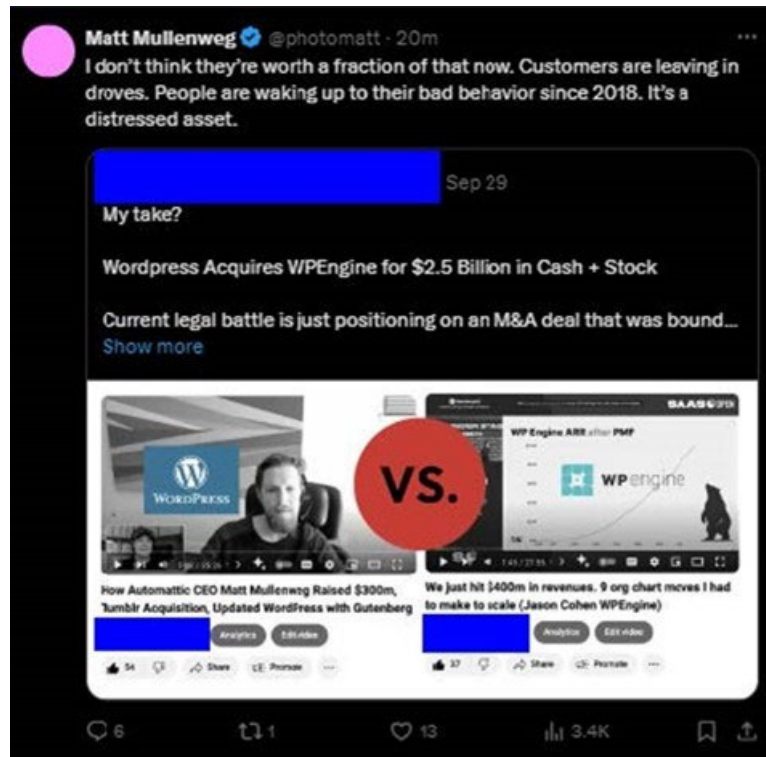 Matt Mullenweg @photomatt · 20m
I don't think they're worth a fraction of that now. Customers are leaving in
droves. People are waking up to their bad behavior since 2018. It's a
distressed asset.
Sep 29
My take?
Wordpress Acquires WPEngine for $2.5 Billion in Cash + Stock
Current legal battle is just positioning on an M&A deal that was bound...
Show more
WORDPRESS
VS.
SAAS OPEN
WP Engine ARR after PMF
WP engine
How Automattic CEO Matt Mullenweg Raised $300m,
Tumblr Acquisition, Updated WordPress with Gutenberg
Analytics Edit video
54 Share Promote
We just hit $400m in revenues. 9 org chart moves I had
to make to scale (Jason Cohen WPEngine)
Analytics Edit video
37 Share Promote
6 1 13 3.4K